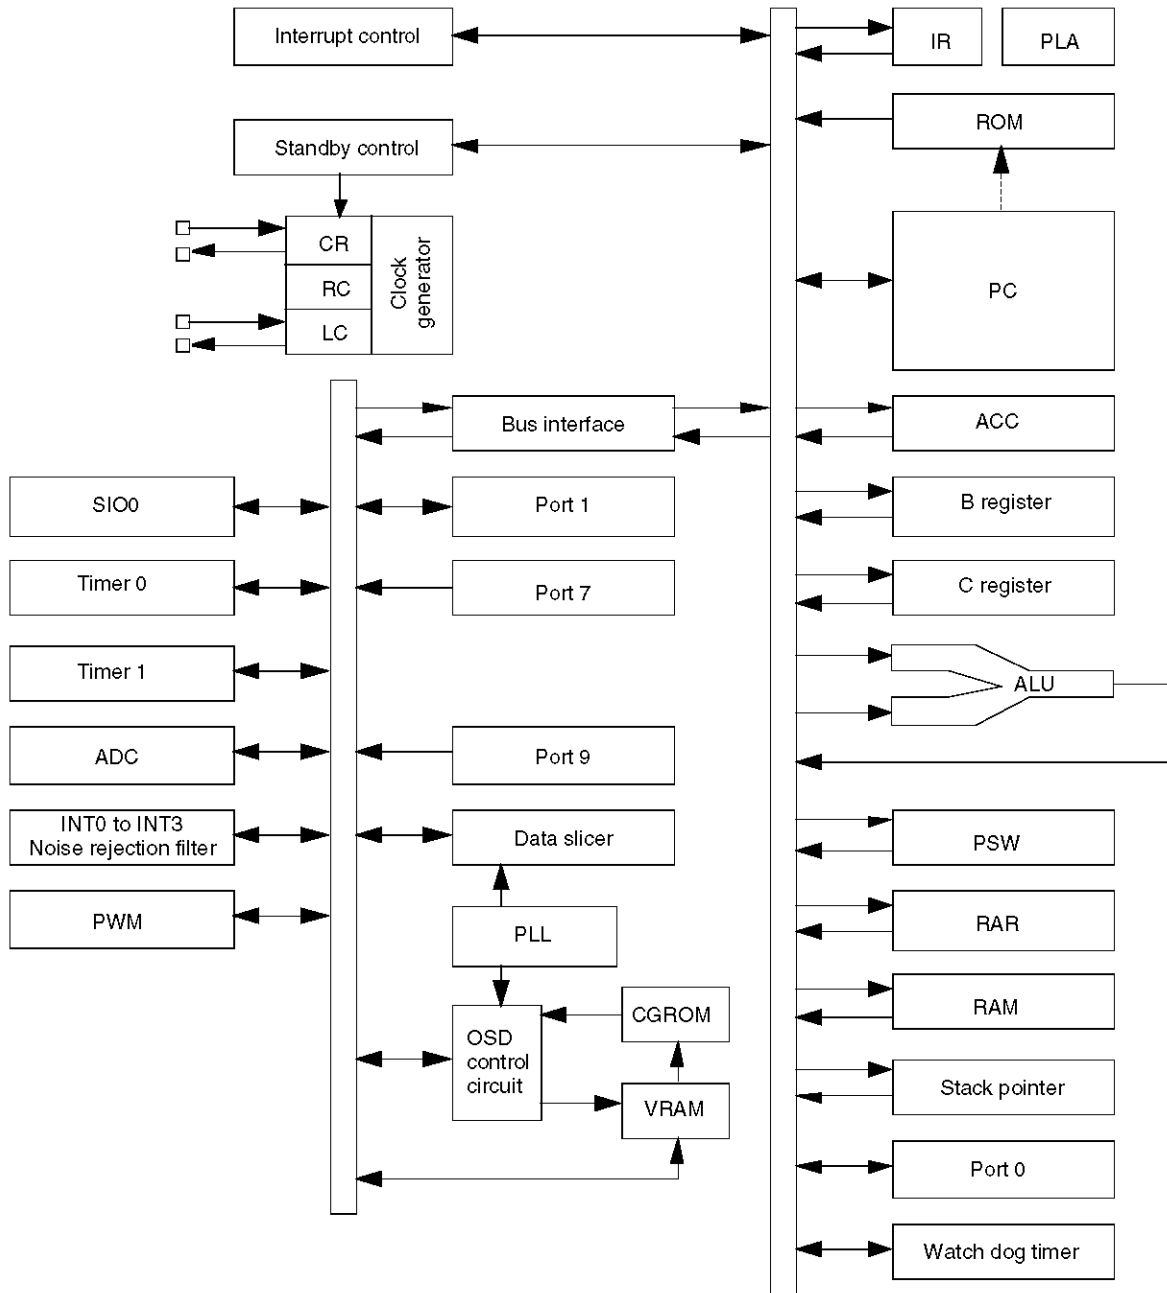 Interrupt control
IR
PLA
Standby control
ROM
CR
RC
LC
Clock
generator
PC
Bus interface
ACC
SIO0
Port 1
B register
Timer 0
Port 7
C register
Timer 1
ALU
ADC
Port 9
INT0 to INT3
Noise rejection filter
Data slicer
PSW
PWM
PLL
RAR
OSD
control
circuit
CGROM
RAM
VRAM
Stack pointer
Port 0
Watch dog timer